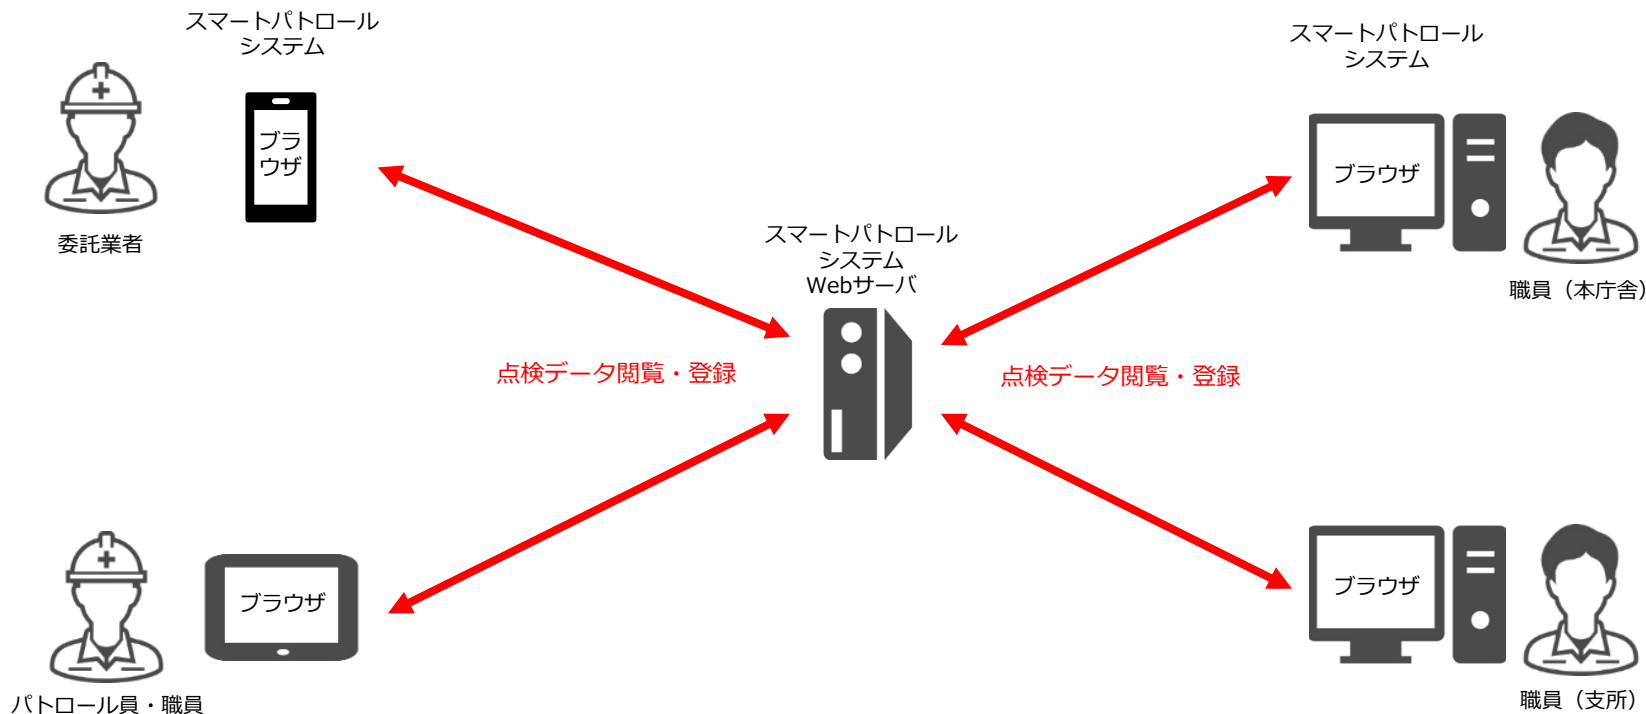 スマートパトロール
システム
ブラ
ウザ
委託業者
スマートパトロール
システム
ブラウザ
職員（本庁舎）
スマートパトロール
システム
Webサーバ
点検データ閲覧・登録
点検データ閲覧・登録
ブラウザ
パトロール員・職員
ブラウザ
職員（支所）